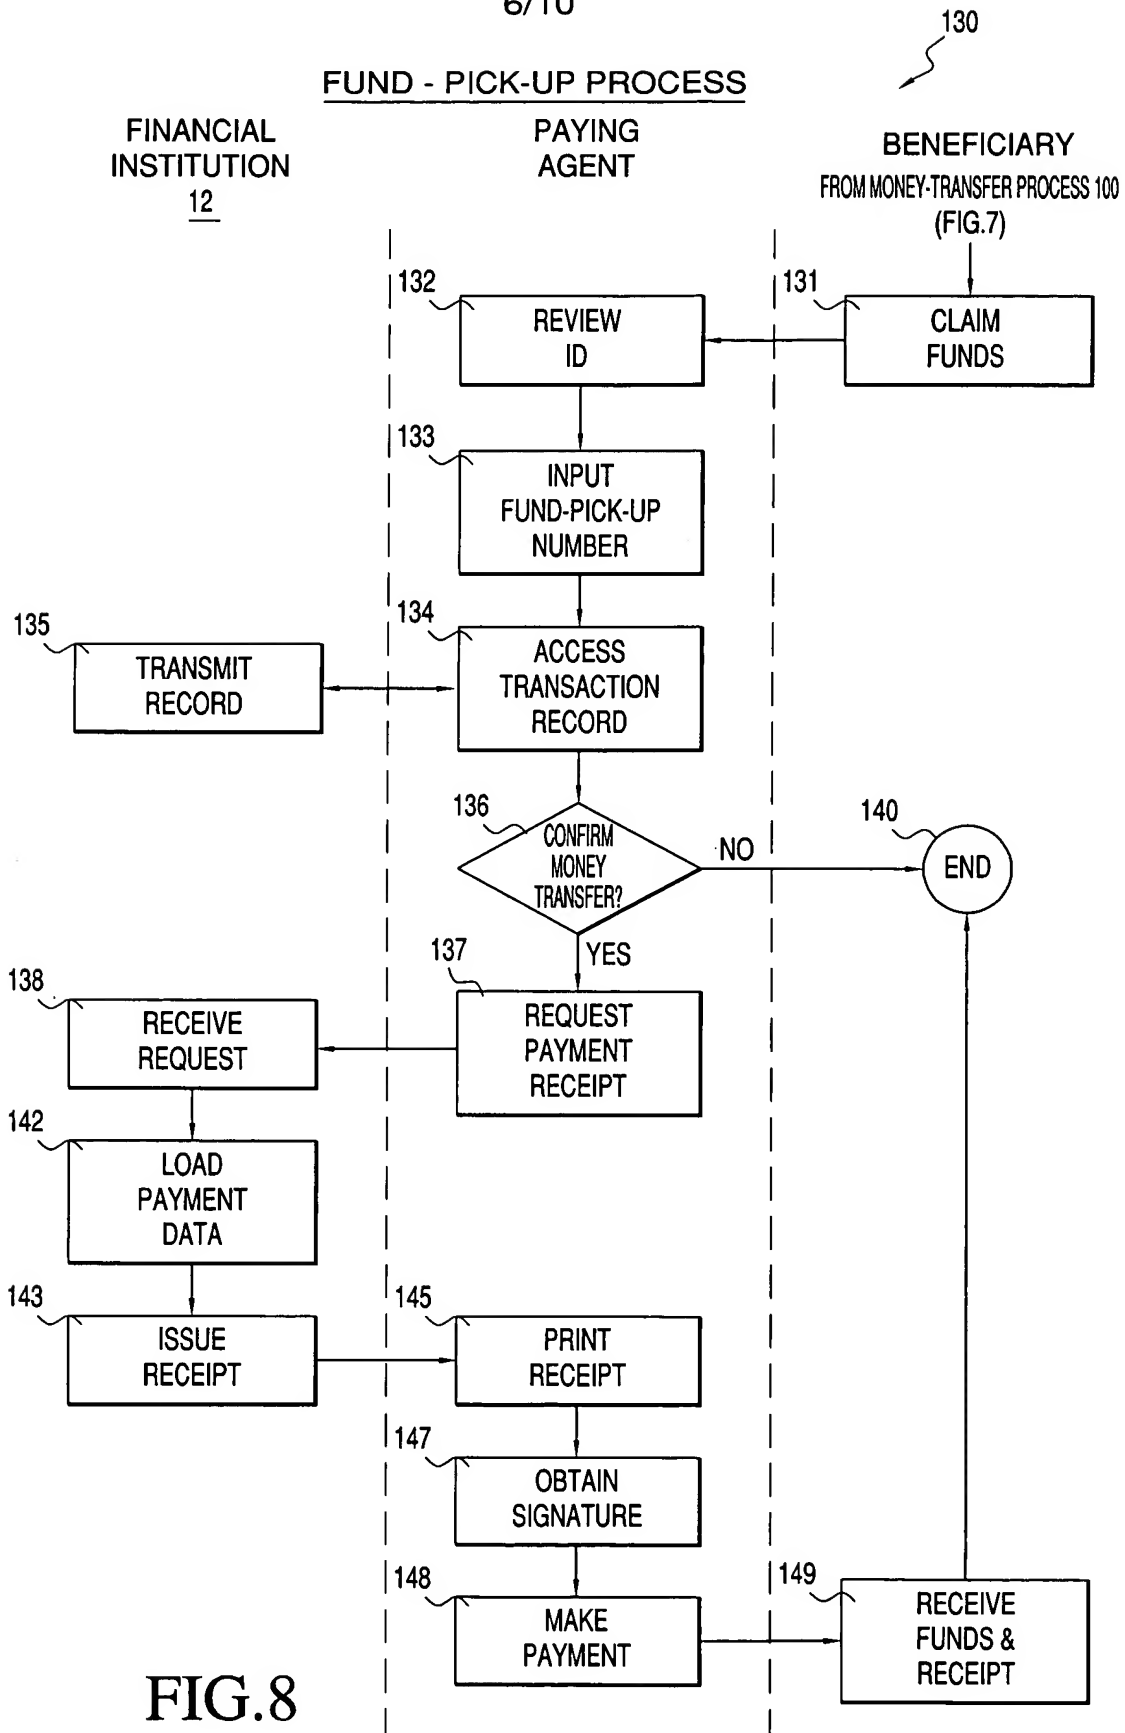 6/10
130
FUND - PICK-UP PROCESS
FINANCIAL
INSTITUTION
12
PAYING
AGENT
BENEFICIARY
FROM MONEY-TRANSFER PROCESS 100
(FIG.7)
132
REVIEW
ID
131
CLAIM
FUNDS
133
INPUT
FUND-PICK-UP
NUMBER
135
TRANSMIT
RECORD
134
ACCESS
TRANSACTION
RECORD
136
CONFIRM
MONEY
TRANSFER?
NO
140
END
YES
137
REQUEST
PAYMENT
RECEIPT
138
RECEIVE
REQUEST
142
LOAD
PAYMENT
DATA
143
ISSUE
RECEIPT
145
PRINT
RECEIPT
147
OBTAIN
SIGNATURE
148
MAKE
PAYMENT
149
RECEIVE
FUNDS &
RECEIPT
FIG.8